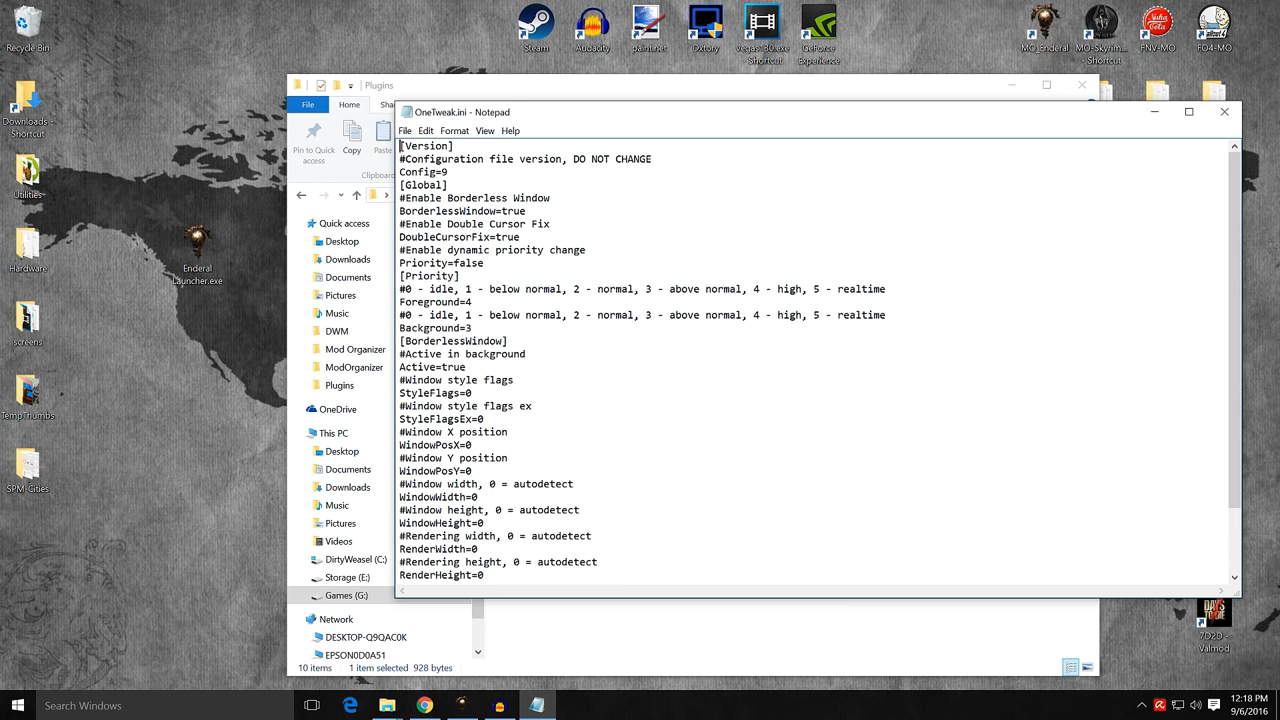 Recycle Bin
Steam
Audacity
paint.net
Dxtory
vegas130.exe - Shortcut
GeForce Experience
MO_Enderal
MO-Skyrim... - Shortcut
FNV-MO
FO4-MO
Downloads - Shortcut
Utilities
Hardware
screens
TempThumbs
SPM-Cities
Enderal Launcher.exe
7D2D - Valmod
Plugins
File
Home
Sha
Pin to Quick access
Copy
Paste
Clipboard
Quick access
Desktop
Downloads
Documents
Pictures
Music
DWM
Mod Organizer
ModOrganizer
Plugins
OneDrive
This PC
Desktop
Documents
Downloads
Music
Pictures
Videos
DirtyWeasel (C:)
Storage (E:)
Games (G:)
Network
DESKTOP-Q9QAC0K
EPSON0D0A51
10 items 1 item selected 928 bytes
OneTweak.ini - Notepad
File Edit Format View Help
[Version]
#Configuration file version, DO NOT CHANGE
Config=9
[Global]
#Enable Borderless Window
BorderlessWindow=true
#Enable Double Cursor Fix
DoubleCursorFix=true
#Enable dynamic priority change
Priority=false
[Priority]
#0 - idle, 1 - below normal, 2 - normal, 3 - above normal, 4 - high, 5 - realtime
Foreground=4
#0 - idle, 1 - below normal, 2 - normal, 3 - above normal, 4 - high, 5 - realtime
Background=3
[BorderlessWindow]
#Active in background
Active=true
#Window style flags
StyleFlags=0
#Window style flags ex
StyleFlagsEx=0
#Window X position
WindowPosX=0
#Window Y position
WindowPosY=0
#Window width, 0 = autodetect
WindowWidth=0
#Window height, 0 = autodetect
WindowHeight=0
#Rendering width, 0 = autodetect
RenderWidth=0
#Rendering height, 0 = autodetect
RenderHeight=0
Search Windows
12:18 PM
9/6/2016